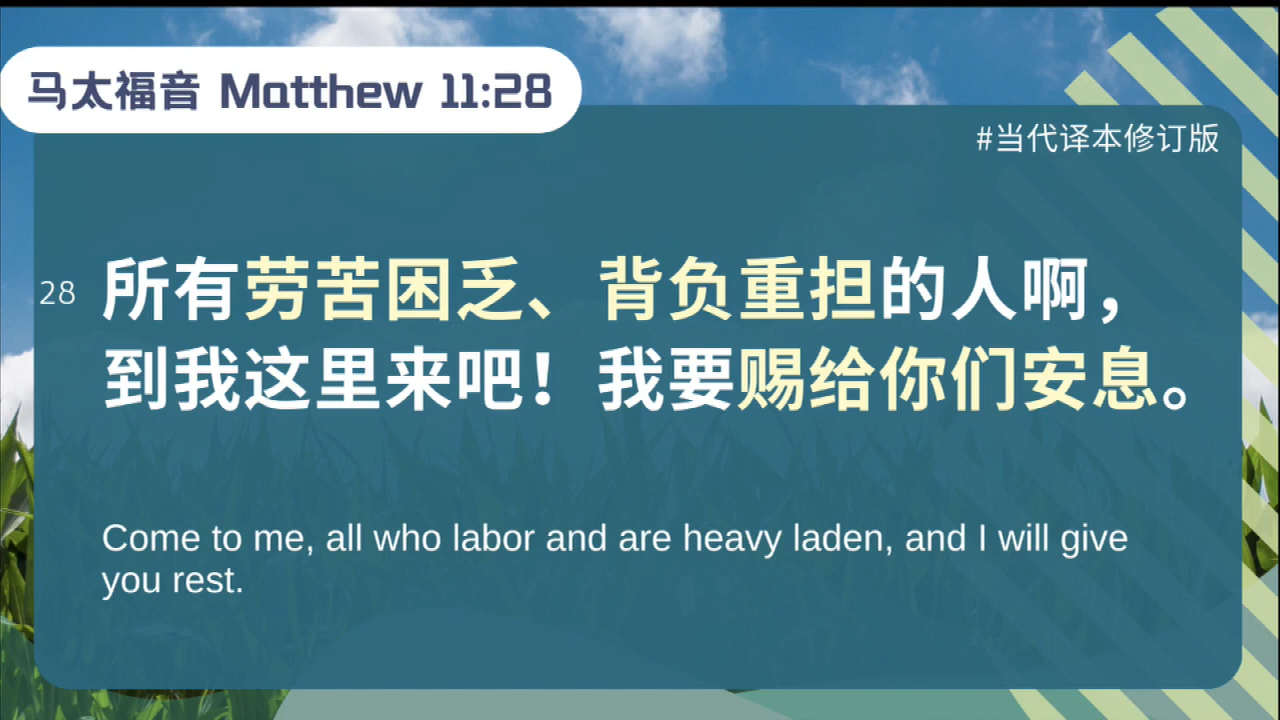 马太福音 Matthew 11:28
#当代译本修订版
28 所有劳苦困乏、背负重担的人啊，
到我这里来吧！我要赐给你们安息。
Come to me, all who labor and are heavy laden, and I will give
you rest.